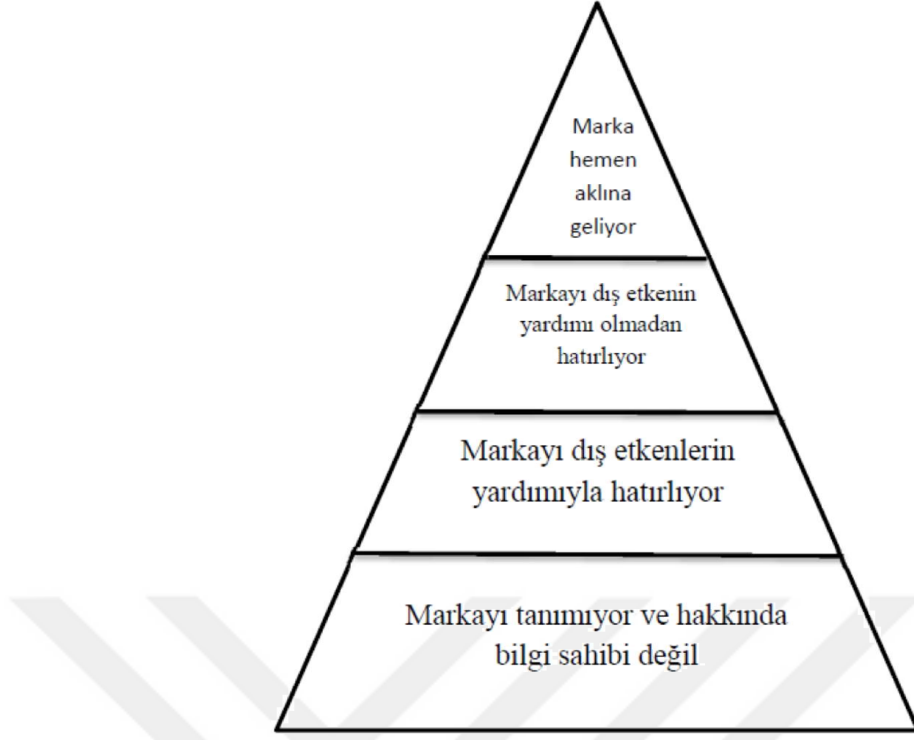 Marka
hemen
aklına
geliyor
Markayı dış etkenin
yardımı olmadan
hatırlıyor
Markayı dış etkenlerin
yardımıyla hatırlıyor
Markayı tanımıyor ve hakkında
bilgi sahibi değil